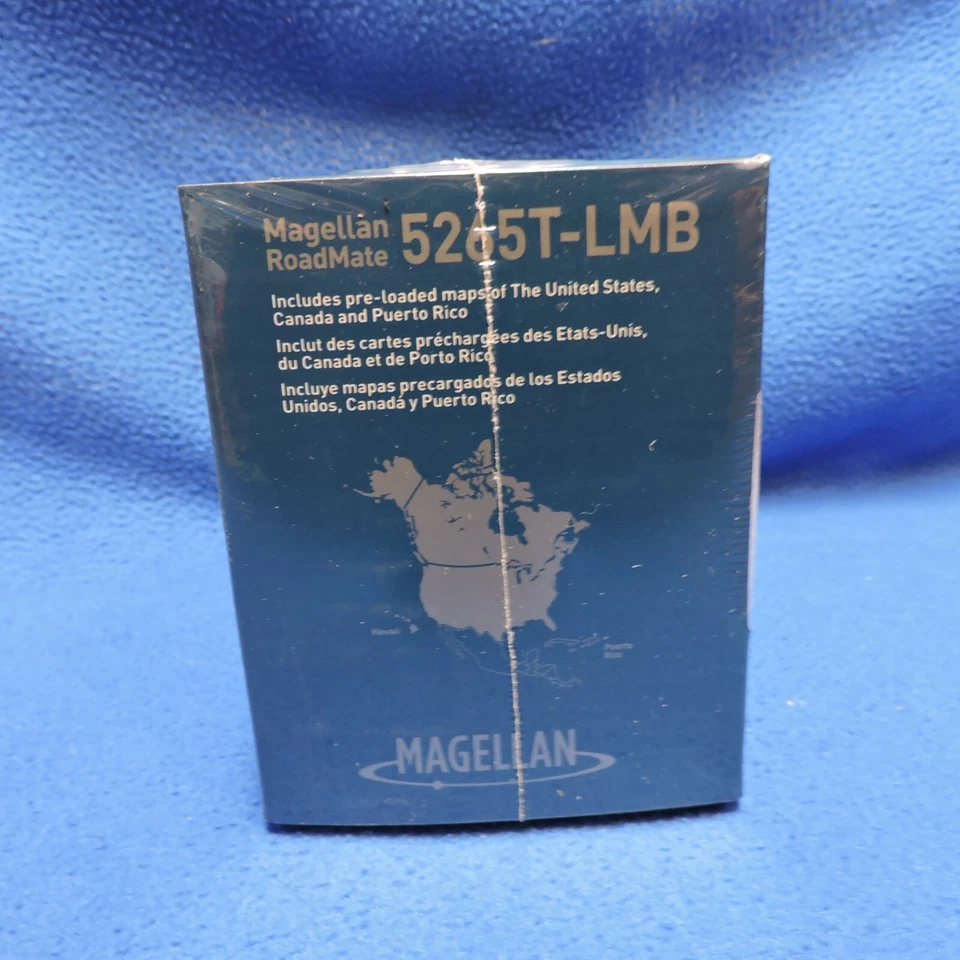 Magellan
RoadMate
5265T-LMB
Includes pre-loaded maps of The United States,
Canada and Puerto Rico
Inclut des cartes préchargées des Etats-Unis,
du Canada et de Porto Rico
Incluye mapas precargados de los Estados
Unidos, Canadá y Puerto Rico
Hawaii
Puerto
Rico
MAGELLAN